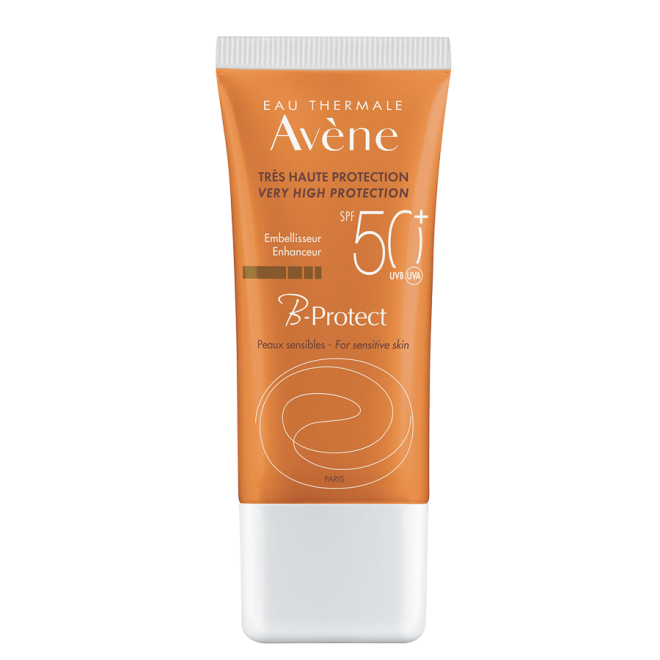 EAU THERMALE
Avène
TRÈS HAUTE PROTECTION
VERY HIGH PROTECTION
SPF 50+
UVB UVA
Embellisseur
Enhanceur
B-Protect
Peaux sensibles - For sensitive skin
PARIS